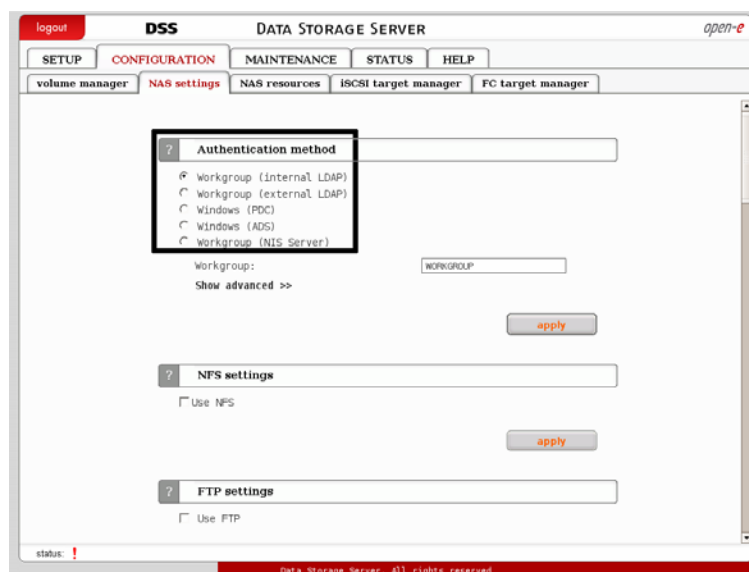 logout DSS DATA STORAGE SERVER open-e
SETUP CONFIGURATION MAINTENANCE STATUS HELP
volume manager NAS settings NAS resources iSCSI target manager FC target manager
? Authentication method
Workgroup (internal LDAP)
Workgroup (external LDAP)
Windows (PDC)
Windows (ADS)
Workgroup (NIS Server)
Workgroup: WORKGROUP
Show advanced >>
apply
? NFS settings
Use NFS
apply
? FTP settings
Use FTP
status: !
Data Storage Server. All rights reserved